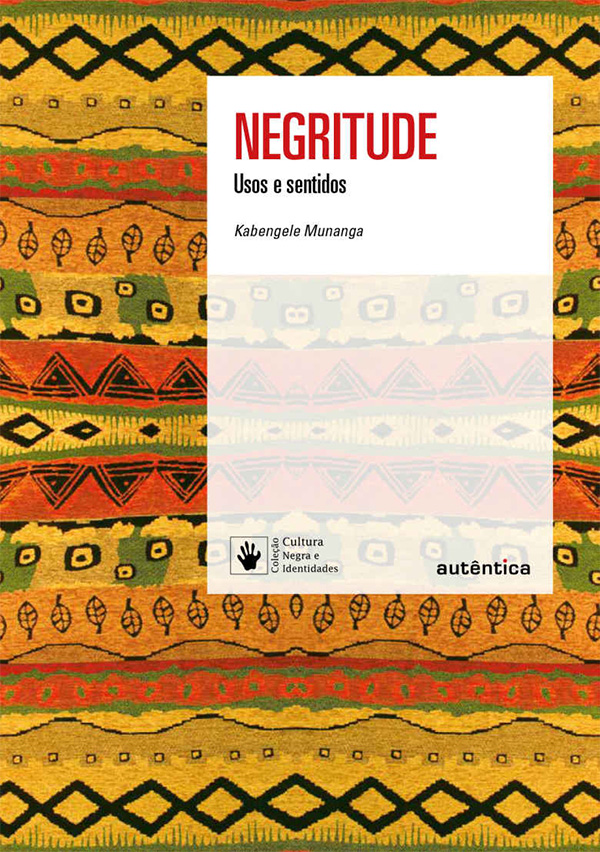 NEGRITUDE
Usos e sentidos
Kabengele Munanga
Coleção
Cultura
Negra e
Identidades
autêntica